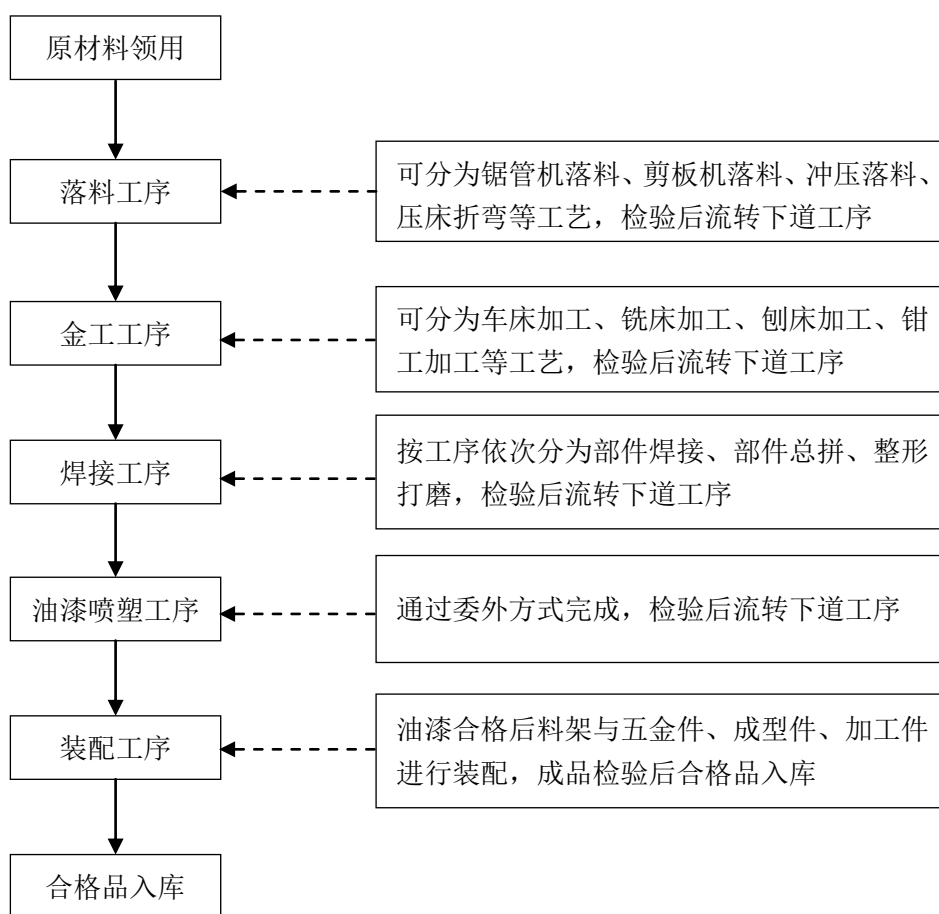 原材料领用
落料工序
可分为锯管机落料、剪板机落料、冲压落料、
压床折弯等工艺，检验后流转下道工序
金工工序
可分为车床加工、铣床加工、刨床加工、钳
工加工等工艺，检验后流转下道工序
焊接工序
按工序依次分为部件焊接、部件总拼、整形
打磨，检验后流转下道工序
油漆喷塑工序
通过委外方式完成，检验后流转下道工序
装配工序
油漆合格后料架与五金件、成型件、加工件
进行装配，成品检验后合格品入库
合格品入库